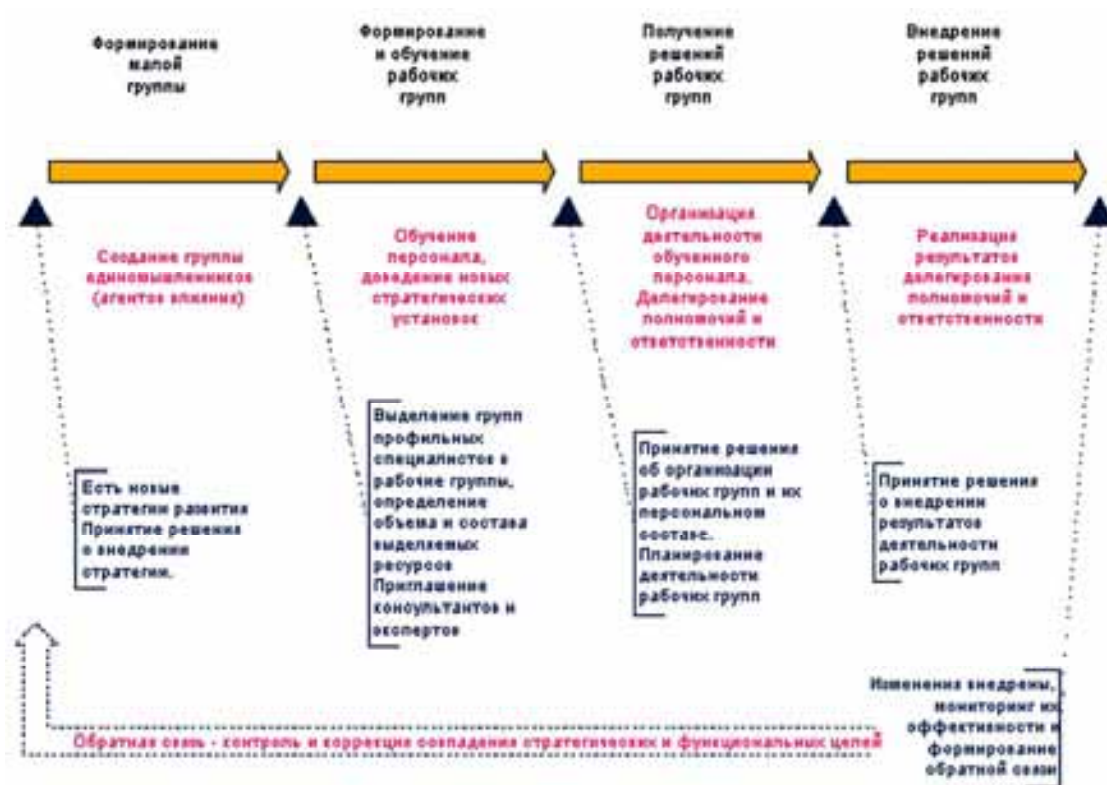 Формирование
малой
группы
Формирование
и обучение
рабочих
групп
Получение
решений
рабочих
групп
Внедрение
решений
рабочих
групп
Создание группы
единомышленников
(агентов влияния)
Обучение
персонала,
доведение новых
стратегических
установок
Организация
деятельности
обученного
персонала.
Делегирование
полномочий и
ответственности
Реализация
результатов
делегирования
полномочий и
ответственности
Есть новые
стратегии развития
Принятие решения
о внедрении
стратегии.
Выделение групп
профильных
специалистов в
рабочие группы,
определение
объема и состава
выделяемых
ресурсов
Приглашение
консультантов и
экспертов
Принятие решения
об организации
рабочих групп и их
персональном
составе.
Планирование
деятельности
рабочих групп
Принятие решения
о внедрении
результатов
деятельности
рабочих групп
Изменения внедрены,
мониторинг их
эффективности и
формирование
обратной связи
Обратная связь - контроль и коррекция совпадения стратегических и функциональных целей